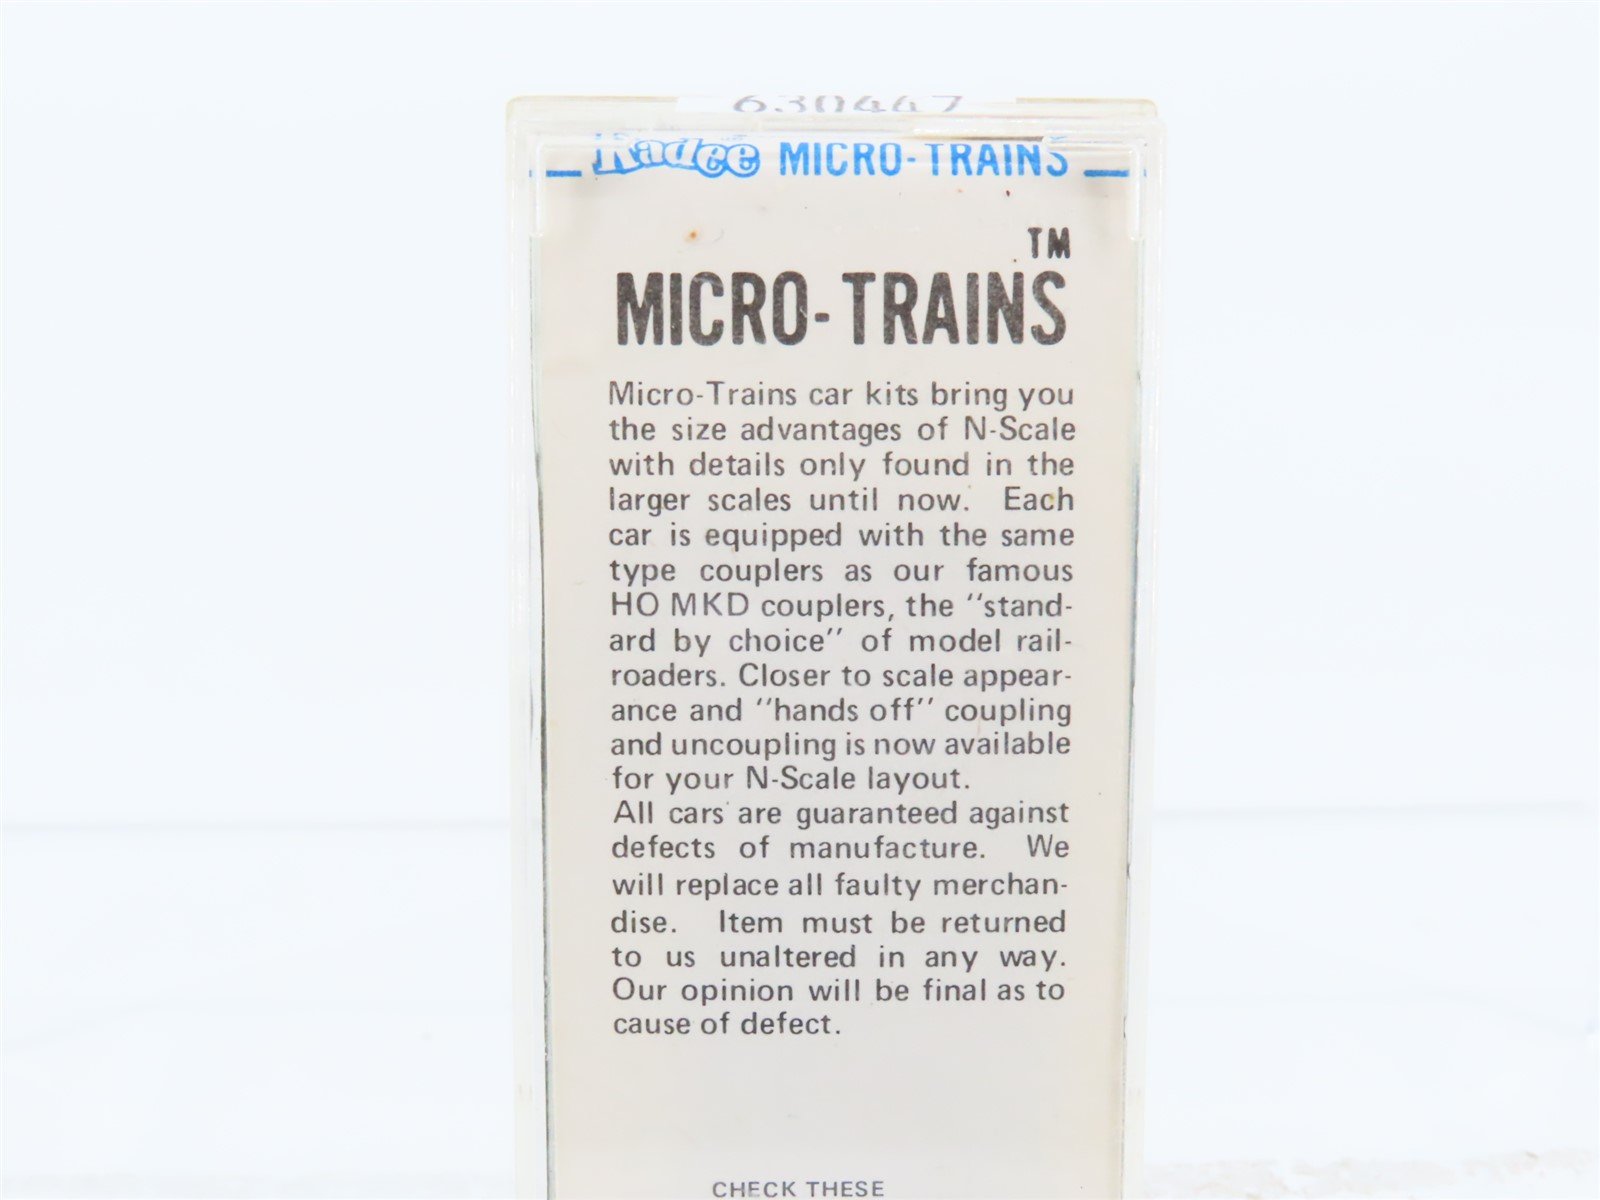 630447
Kadee MICRO-TRAINS
TM
MICRO-TRAINS
Micro-Trains car kits bring you
the size advantages of N-Scale
with details only found in the
larger scales until now. Each
car is equipped with the same
type couplers as our famous
HO MKD couplers, the "stand-
ard by choice" of model rail-
roaders. Closer to scale appear-
ance and "hands off" coupling
and uncoupling is now available
for your N-Scale layout.
All cars are guaranteed against
defects of manufacture. We
will replace all faulty merchan-
dise. Item must be returned
to us unaltered in any way.
Our opinion will be final as to
cause of defect.
CHECK THESE